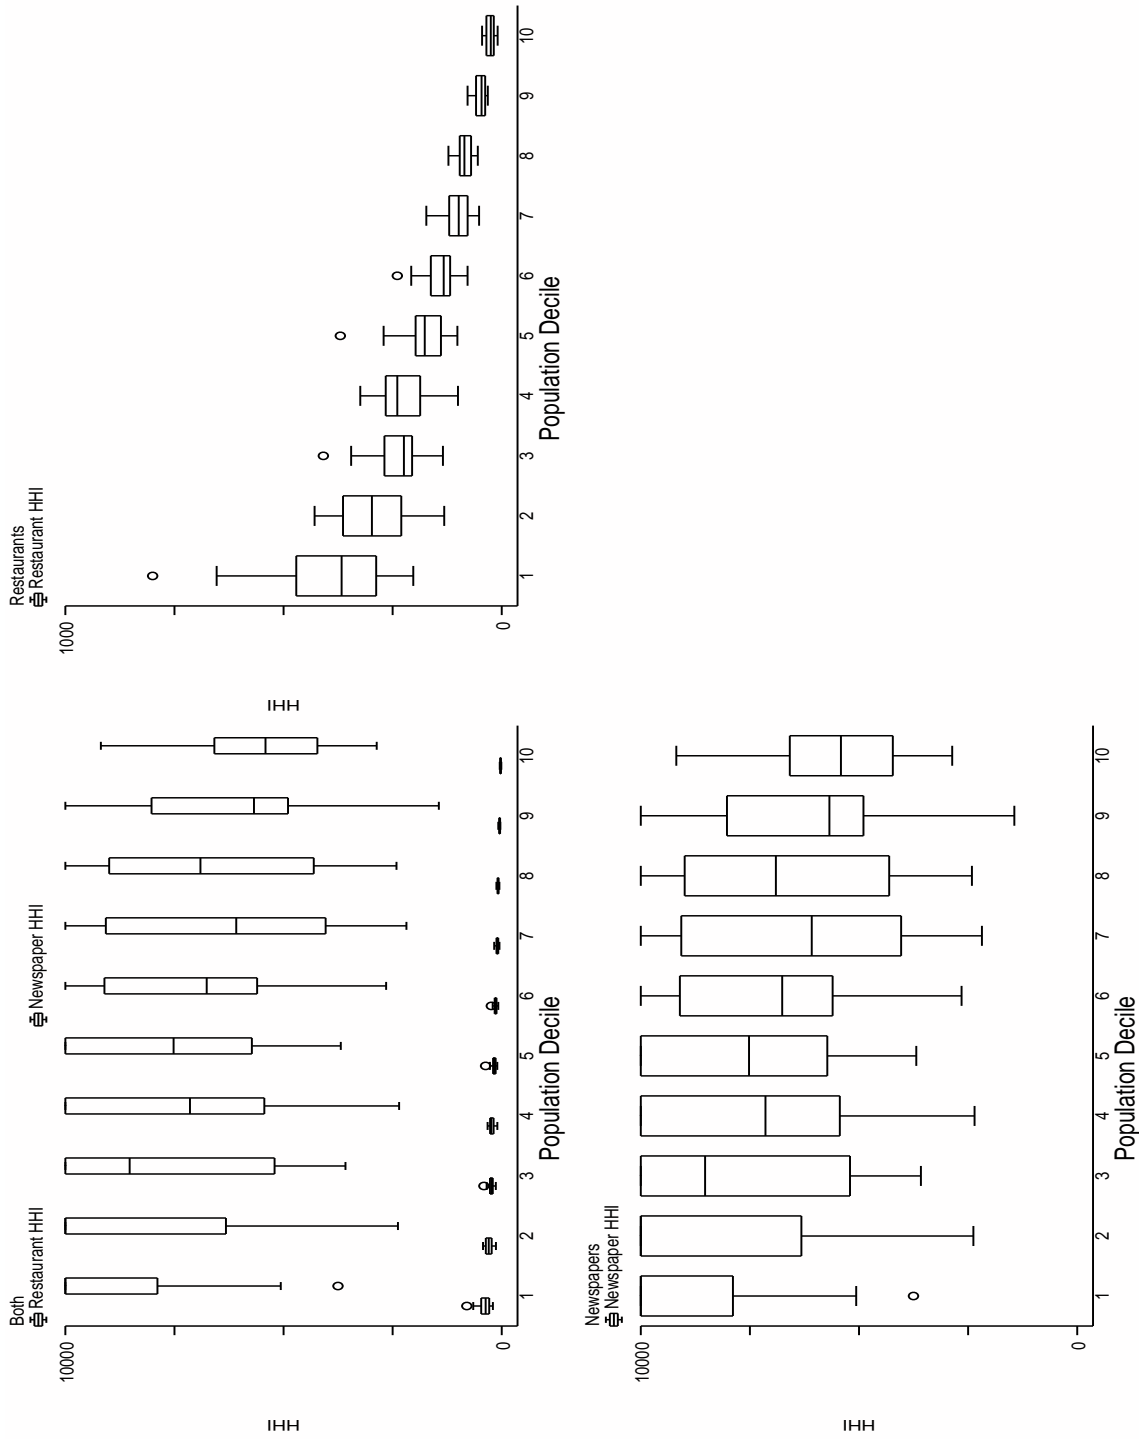 Both
Restaurant HHI Newspaper HHI
HHI
10000
0
1 2 3 4 5 6 7 8 9 10
Population Decile
Restaurants
Restaurant HHI
HHI
1000
0
1 2 3 4 5 6 7 8 9 10
Population Decile
Newspapers
Newspaper HHI
HHI
10000
0
1 2 3 4 5 6 7 8 9 10
Population Decile